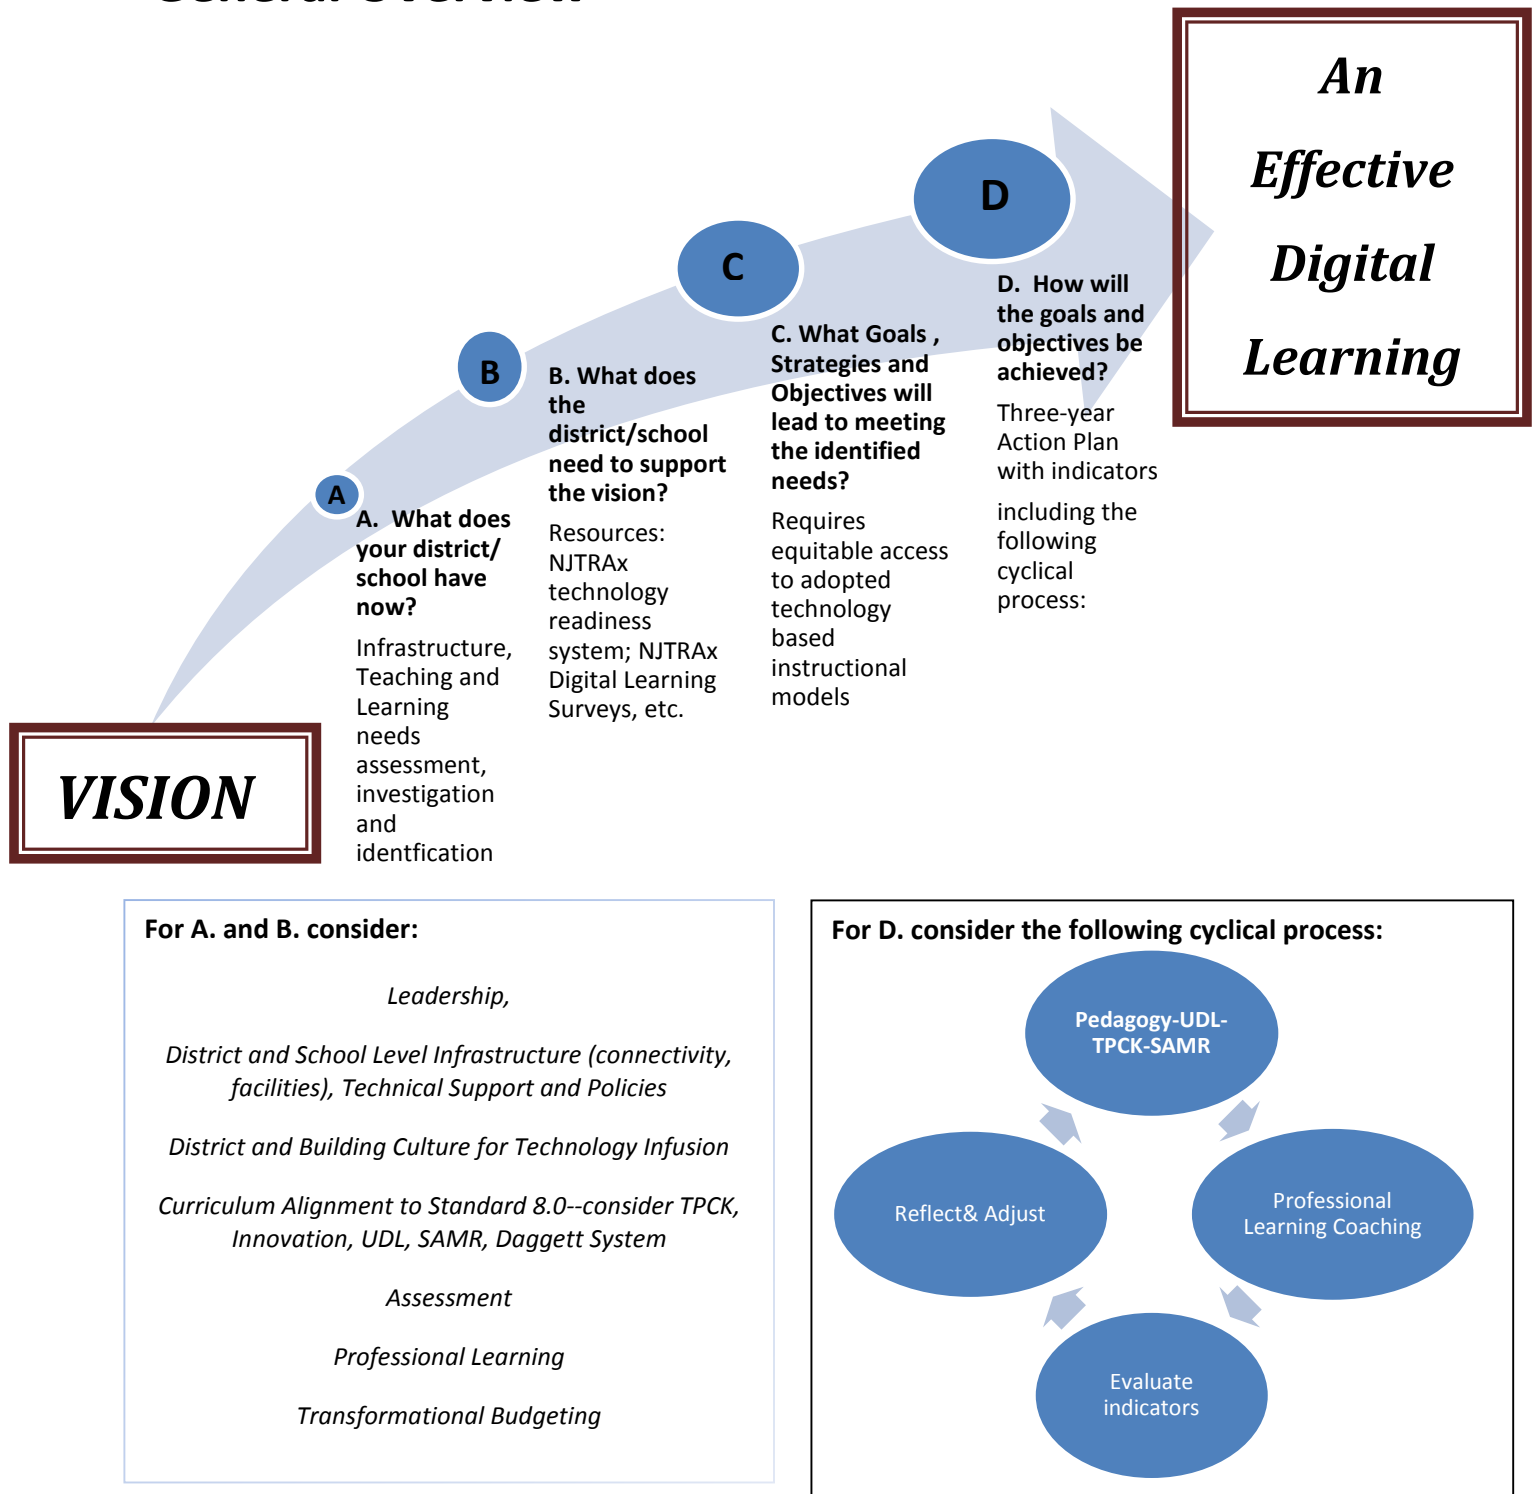 General Overview
An
Effective
Digital
Learning
D
C
B
A
D.  How will
the goals and
objectives be
achieved?
Three-year
Action Plan
with indicators
including the
following
cyclical
process:
C. What Goals ,
Strategies and
Objectives will
lead to meeting
the identified
needs?
Requires
equitable access
to adopted
technology
based
instructional
models
B. What does
the
district/school
need to support
the vision?
Resources:
NJTRAx
technology
readiness
system; NJTRAx
Digital Learning
Surveys, etc.
A.  What does
your district/
school have
now?
Infrastructure,
Teaching and
Learning
needs
assessment,
investigation
and
identfication
VISION
For A. and B. consider:
Leadership,
District and School Level Infrastructure (connectivity,
facilities), Technical Support and Policies
District and Building Culture for Technology Infusion
Curriculum Alignment to Standard 8.0--consider TPCK,
Innovation, UDL, SAMR, Daggett System
Assessment
Professional Learning
Transformational Budgeting
For D. consider the following cyclical process:
Pedagogy-UDL-
TPCK-SAMR
Professional
Learning Coaching
Evaluate
indicators
Reflect& Adjust